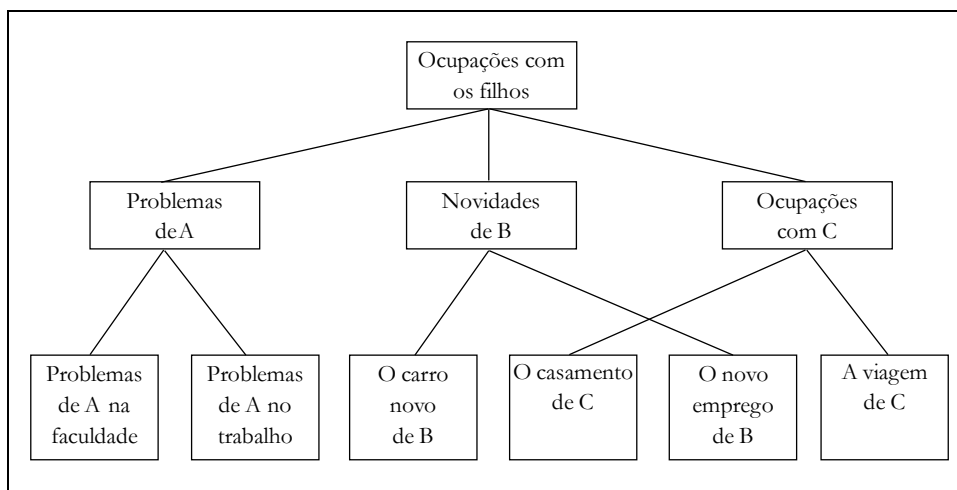 Ocupações com
os filhos
Problemas
de A
Novidades
de B
Ocupações
com C
Problemas
de A na
faculdade
Problemas
de A no
trabalho
O carro
novo
de B
O casamento
de C
O novo
emprego
de B
A viagem
de C